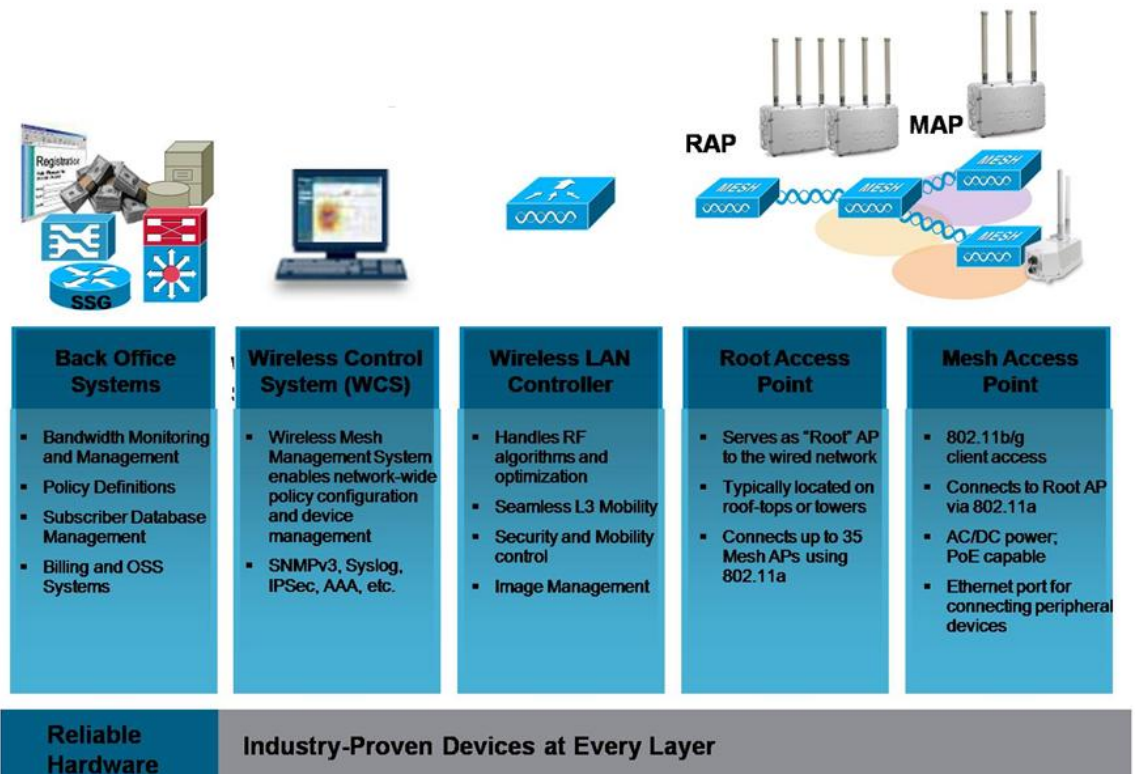 RAP
MAP
Registration
MESH
MESH
MESH
MESH
CISCO
SSG
Back Office
Systems
▪ Bandwidth Monitoring
and Management
▪ Policy Definitions
▪ Subscriber Database
Management
▪ Billing and OSS
Systems
Wireless Control
System (WCS)
▪ Wireless Mesh
Management System
enables network-wide
policy configuration
and device
management
▪ SNMPv3, Syslog,
IPSec, AAA, etc.
Wireless LAN
Controller
▪ Handles RF
algorithms and
optimization
▪ Seamless L3 Mobility
▪ Security and Mobility
control
▪ Image Management
Root Access
Point
▪ Serves as “Root” AP
to the wired network
▪ Typically located on
roof-tops or towers
▪ Connects up to 35
Mesh APs using
802.11a
Mesh Access
Point
▪ 802.11b/g
client access
▪ Connects to Root AP
via 802.11a
▪ AC/DC power;
PoE capable
▪ Ethernet port for
connecting peripheral
devices
Reliable
Hardware
Industry-Proven Devices at Every Layer